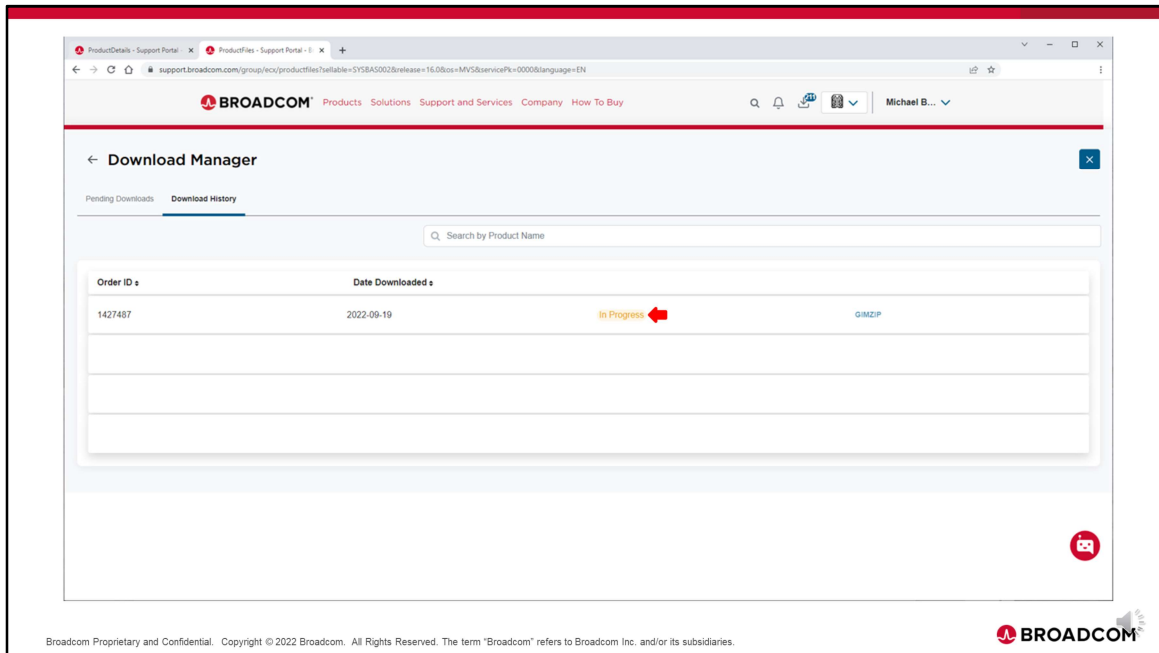 ProductDetails - Support Portal - ProductFiles - Support Portal - B
support.broadcom.com/group/ecx/productfiles?sellable=SYSBAS002&release=16.0&os=MVS&servicePk=0000&language=EN
BROADCOM Products Solutions Support and Services Company How To Buy 211 Michael B...
Download Manager
Pending Downloads Download History
Search by Product Name
Order ID Date Downloaded
1427487 2022-09-19 In Progress GIMZIP
Broadcom Proprietary and Confidential. Copyright © 2022 Broadcom. All Rights Reserved. The term “Broadcom” refers to Broadcom Inc. and/or its subsidiaries.
BROADCOM